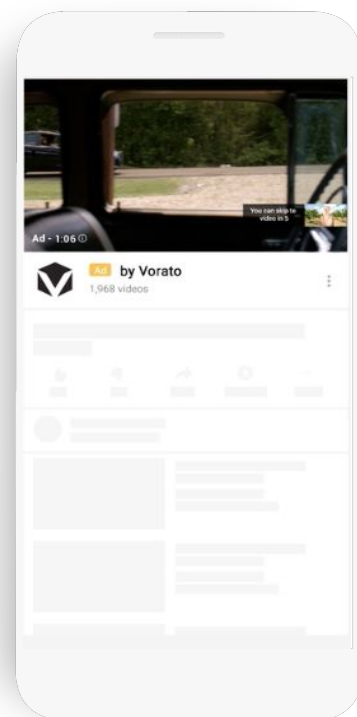 You can skip to
video in 5
Ad - 1:06
Ad by Vorato
1,968 videos